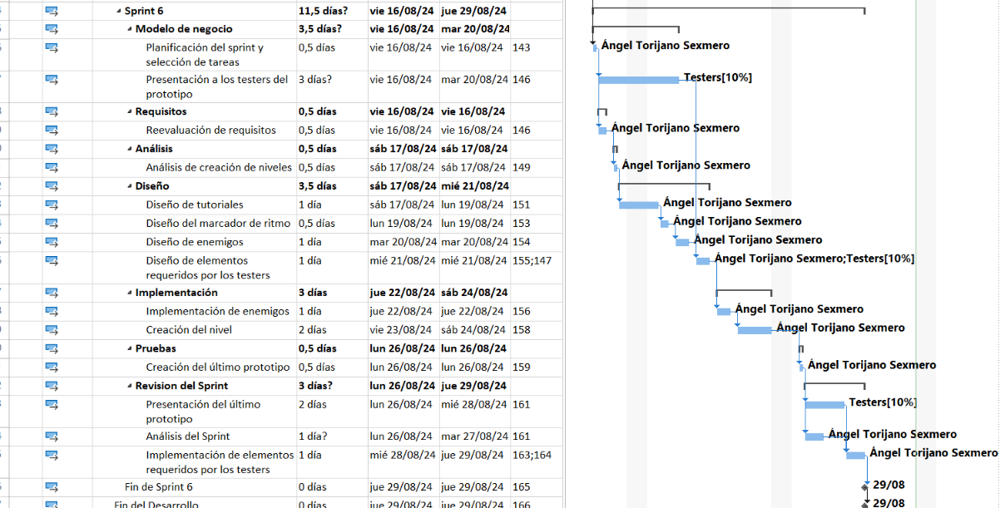 Sprint 6 11,5 días? vie 16/08/24 jue 29/08/24
Modelo de negocio 3,5 días? vie 16/08/24 mar 20/08/24
Planificación del sprint y 0,5 días vie 16/08/24 vie 16/08/24 143 Ángel Torijano Sexmero
selección de tareas
Presentación a los testers del 3 días? vie 16/08/24 mar 20/08/24 146 Testers[10%]
prototipo
Requisitos 0,5 días vie 16/08/24 vie 16/08/24
Reevaluación de requisitos 0,5 días vie 16/08/24 vie 16/08/24 146 Ángel Torijano Sexmero
Análisis 0,5 días sáb 17/08/24 sáb 17/08/24
Análisis de creación de niveles 0,5 días sáb 17/08/24 sáb 17/08/24 149 Ángel Torijano Sexmero
Diseño 3,5 días sáb 17/08/24 mié 21/08/24
Diseño de tutoriales 1 día sáb 17/08/24 lun 19/08/24 151 Ángel Torijano Sexmero
Diseño del marcador de ritmo 0,5 días lun 19/08/24 lun 19/08/24 153 Ángel Torijano Sexmero
Diseño de enemigos 1 día mar 20/08/24 mar 20/08/24 154 Ángel Torijano Sexmero
Diseño de elementos 1 día mié 21/08/24 mié 21/08/24 155;147 Ángel Torijano Sexmero;Testers[10%]
requeridos por los testers
Implementación 3 días jue 22/08/24 sáb 24/08/24
Implementación de enemigos 1 día jue 22/08/24 jue 22/08/24 156 Ángel Torijano Sexmero
Creación del nivel 2 días vie 23/08/24 sáb 24/08/24 158 Ángel Torijano Sexmero
Pruebas 0,5 días lun 26/08/24 lun 26/08/24
Creación del último prototipo 0,5 días lun 26/08/24 lun 26/08/24 159 Ángel Torijano Sexmero
Revision del Sprint 3 días? lun 26/08/24 jue 29/08/24
Presentación del último 2 días lun 26/08/24 mié 28/08/24 161 Testers[10%]
prototipo
Análisis del Sprint 1 día? lun 26/08/24 mar 27/08/24 161 Ángel Torijano Sexmero
Implementación de elementos 1 día mié 28/08/24 jue 29/08/24 163;164 Ángel Torijano Sexmero
requeridos por los testers
Fin de Sprint 6 0 días jue 29/08/24 jue 29/08/24 165 29/08
Fin del Desarrollo 0 días jue 29/08/24 jue 29/08/24 166 29/08